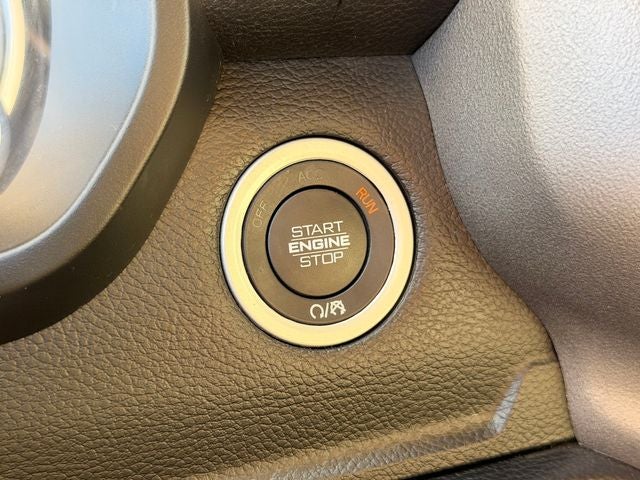 OFF
ACC
RUN
START
ENGINE
STOP